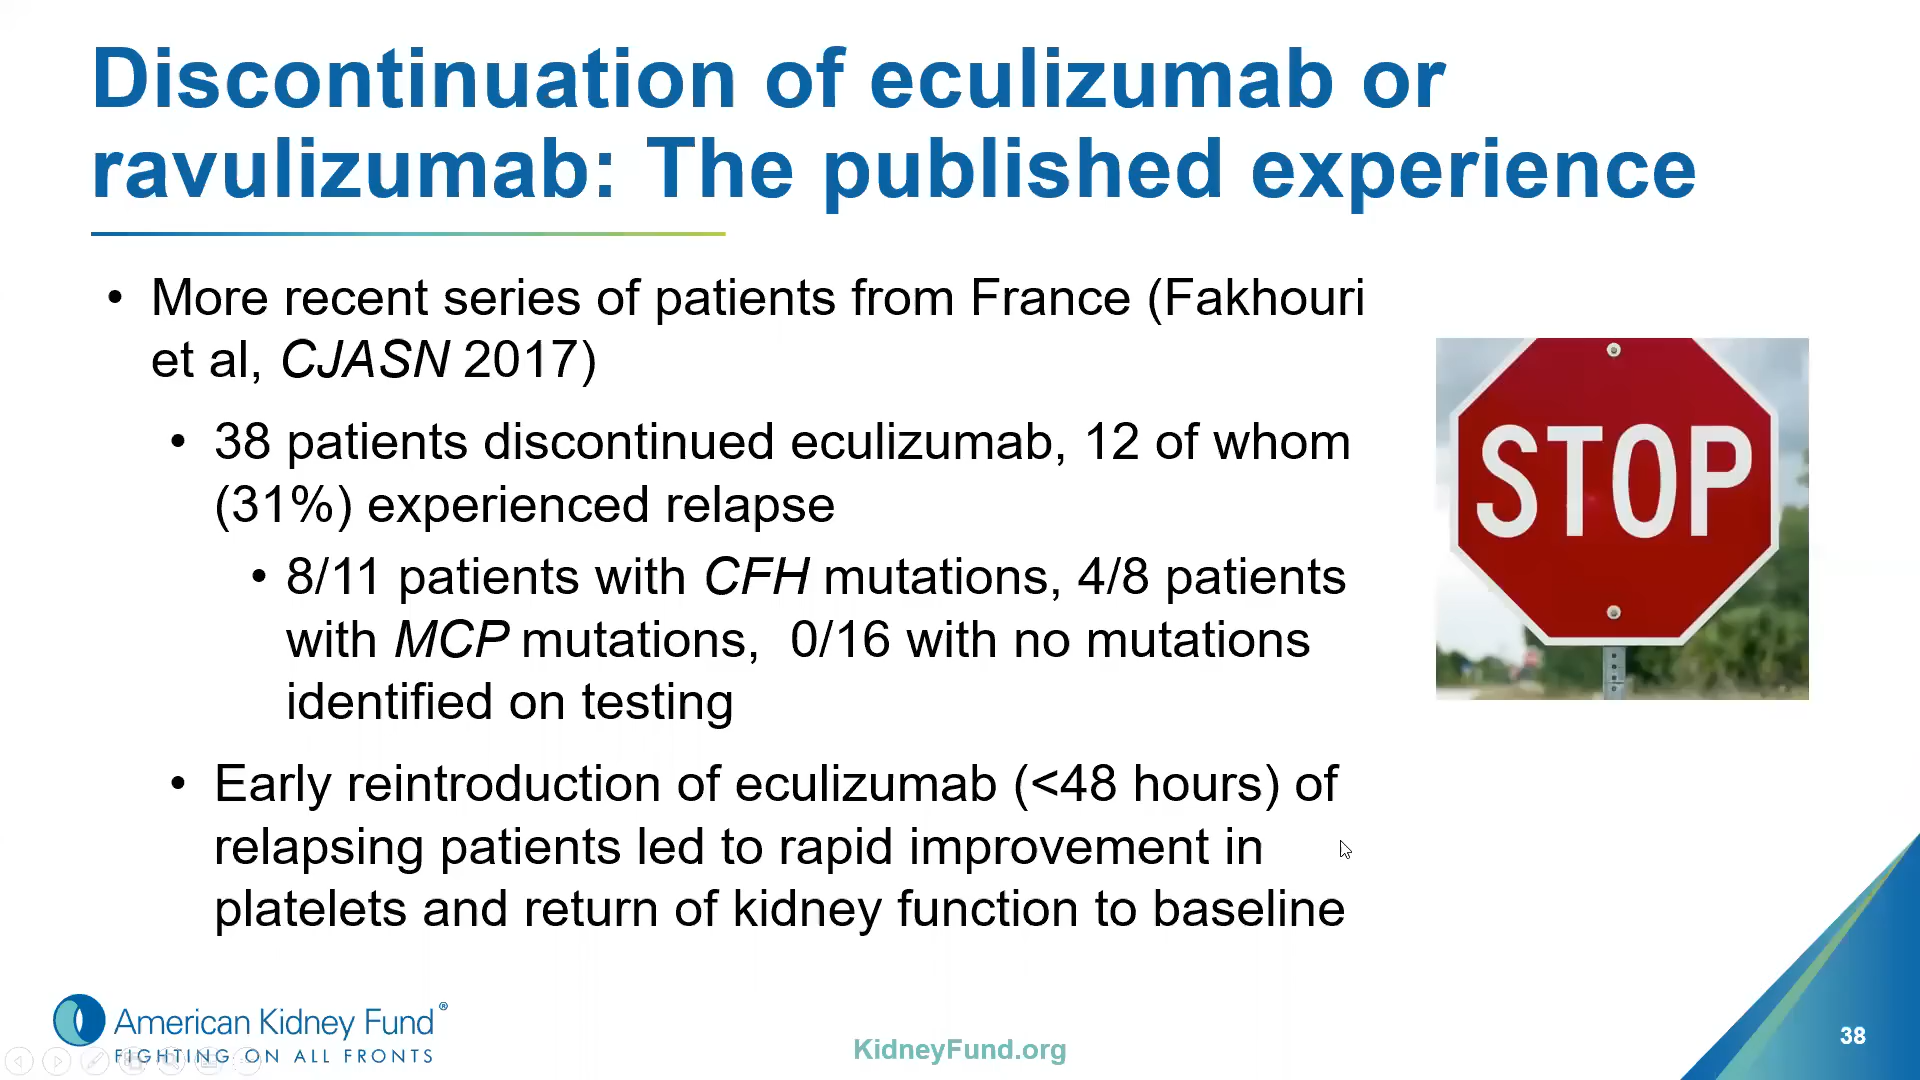 Discontinuation of eculizumab or
ravulizumab: The published experience
• More recent series of patients from France (Fakhouri
et al, CJASN 2017)
• 38 patients discontinued eculizumab, 12 of whom
(31%) experienced relapse
• 8/11 patients with CFH mutations, 4/8 patients
with MCP mutations, 0/16 with no mutations
identified on testing
• Early reintroduction of eculizumab (<48 hours) of
relapsing patients led to rapid improvement in
platelets and return of kidney function to baseline
STOP
American Kidney Fund®
FIGHTING ON ALL FRONTS
KidneyFund.org
38